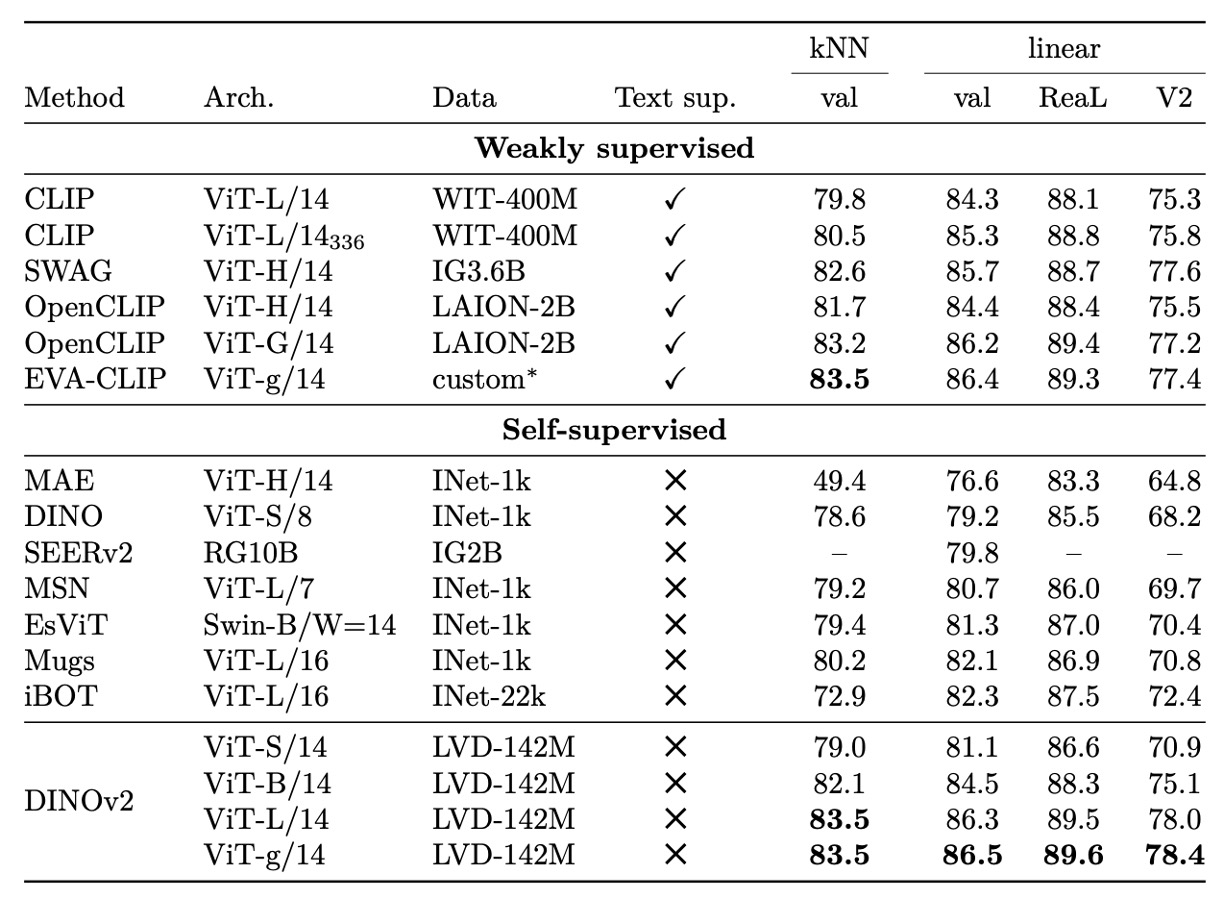 kNN linear
Method Arch. Data Text sup. val val ReaL V2
Weakly supervised
CLIP ViT-L/14 WIT-400M ✓ 79.8 84.3 88.1 75.3
CLIP ViT-L/14336 WIT-400M ✓ 80.5 85.3 88.8 75.8
SWAG ViT-H/14 IG3.6B ✓ 82.6 85.7 88.7 77.6
OpenCLIP ViT-H/14 LAION-2B ✓ 81.7 84.4 88.4 75.5
OpenCLIP ViT-G/14 LAION-2B ✓ 83.2 86.2 89.4 77.2
EVA-CLIP ViT-g/14 custom* ✓ 83.5 86.4 89.3 77.4
Self-supervised
MAE ViT-H/14 INet-1k ✕ 49.4 76.6 83.3 64.8
DINO ViT-S/8 INet-1k ✕ 78.6 79.2 85.5 68.2
SEERv2 RG10B IG2B ✕ – 79.8 – –
MSN ViT-L/7 INet-1k ✕ 79.2 80.7 86.0 69.7
EsViT Swin-B/W=14 INet-1k ✕ 79.4 81.3 87.0 70.4
Mugs ViT-L/16 INet-1k ✕ 80.2 82.1 86.9 70.8
iBOT ViT-L/16 INet-22k ✕ 72.9 82.3 87.5 72.4
DINOv2
ViT-S/14 LVD-142M ✕ 79.0 81.1 86.6 70.9
ViT-B/14 LVD-142M ✕ 82.1 84.5 88.3 75.1
ViT-L/14 LVD-142M ✕ 83.5 86.3 89.5 78.0
ViT-g/14 LVD-142M ✕ 83.5 86.5 89.6 78.4